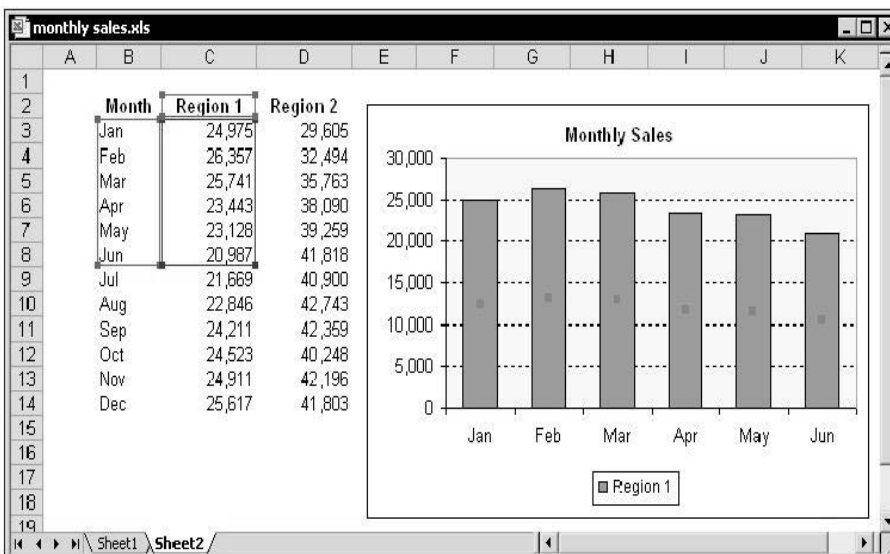 monthly sales.xls
A B C D E F G H I J K
1
2 Month Region 1 Region 2
3 Jan 24,975 29,605
4 Feb 26,357 32,494
5 Mar 25,741 35,763
6 Apr 23,443 38,090
7 May 23,128 39,259
8 Jun 20,987 41,818
9 Jul 21,669 40,900
10 Aug 22,846 42,743
11 Sep 24,211 42,359
12 Oct 24,523 40,248
13 Nov 24,911 42,196
14 Dec 25,617 41,803
15
16
17
18
19
Monthly Sales
30,000
25,000
20,000
15,000
10,000
5,000
0
Jan Feb Mar Apr May Jun
Region 1
Sheet1 Sheet2